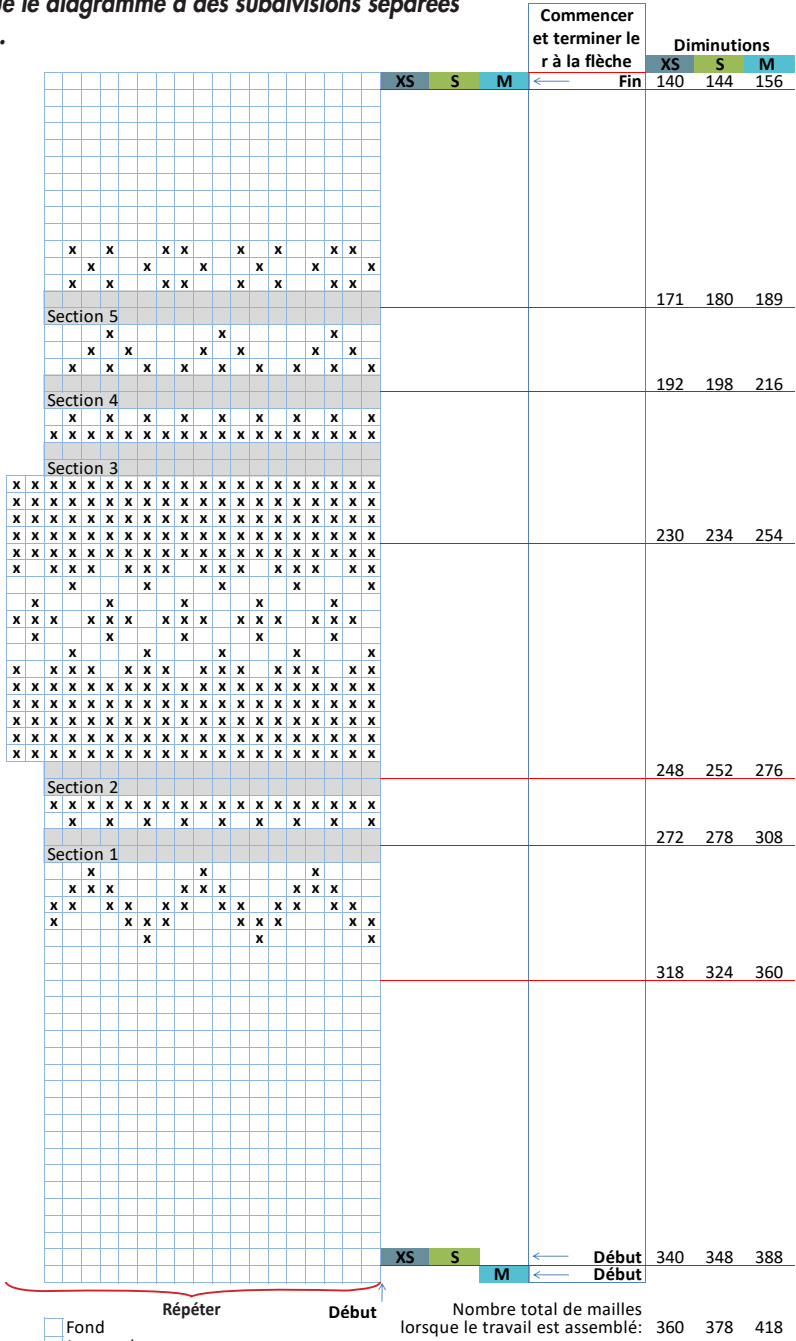 le diagramme a des subdivisions séparées
.
Commencer
et terminer le
r à la flèche
Diminutions
XS S M
XS S M ← Fin 140 144 156
x x x x x x x x
x x x x x x
x x x x x x x x
171 180 189
Section 5
x x x
x x x x x x
x x x x x x x x x
192 198 216
Section 4
x x x x x x x x x
x x x x x x x x x x x x x x x x x x
Section 3
x x x x x x x x x x x x x x x x x x x x
x x x x x x x x x x x x x x x x x x x x
x x x x x x x x x x x x x x x x x x x x
x x x x x x x x x x x x x x x x x x x x
x x x x x x x x x x x x x x x x x x x x
230 234 254
x x x x x x x x x x x x x x x
x x x x x
x x x x x
x x x x x x x x x x x x x x x
x x x x x
x x x x x
x x x x x x x x x x x x x x x
x x x x x x x x x x x x x x x x x x x x
x x x x x x x x x x x x x x x x x x x x
x x x x x x x x x x x x x x x x x x x x
x x x x x x x x x x x x x x x x x x x x
x x x x x x x x x x x x x x x x x x x x
248 252 276
Section 2
x x x x x x x x x x x x x x x x x x
x x x x x x x x x
272 278 308
Section 1
x x x
x x x x x x x x x
x x x x x x x x x x x x
x x x x x x x x x
x x x
318 324 360
XS S ← Début 340 348 388
M ← Début
Répéter
Début
Nombre total de mailles
lorsque le travail est assemblé: 360 378 418
Fond